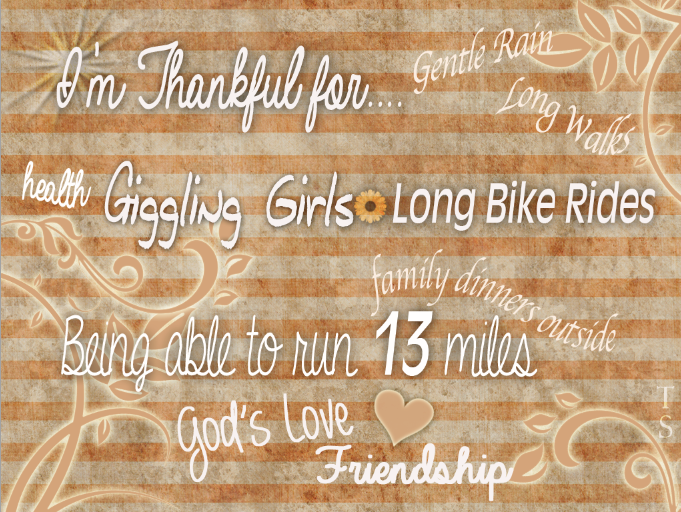 I'm Thankful for....
Gentle Rain
Long Walks
health
Giggling Girls
Long Bike Rides
family dinners outside
Being able to run 13 miles
God's Love
Friendship
T
S